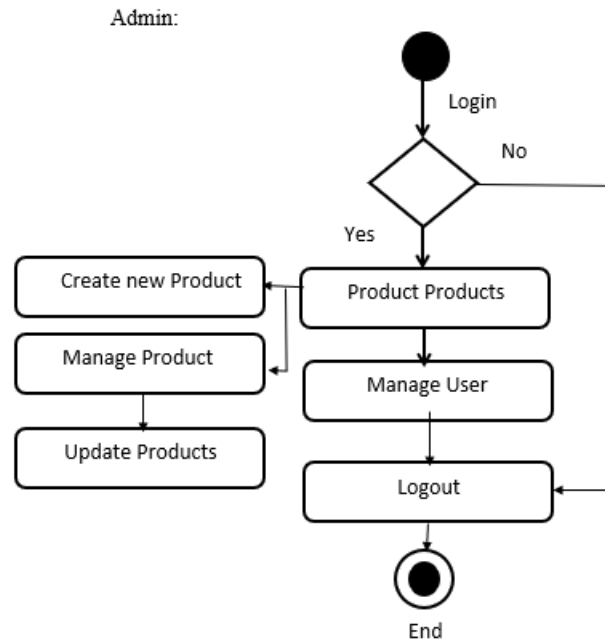 Admin:
Login
No
Yes
Create new Product
Product Products
Manage Product
Manage User
Update Products
Logout
End